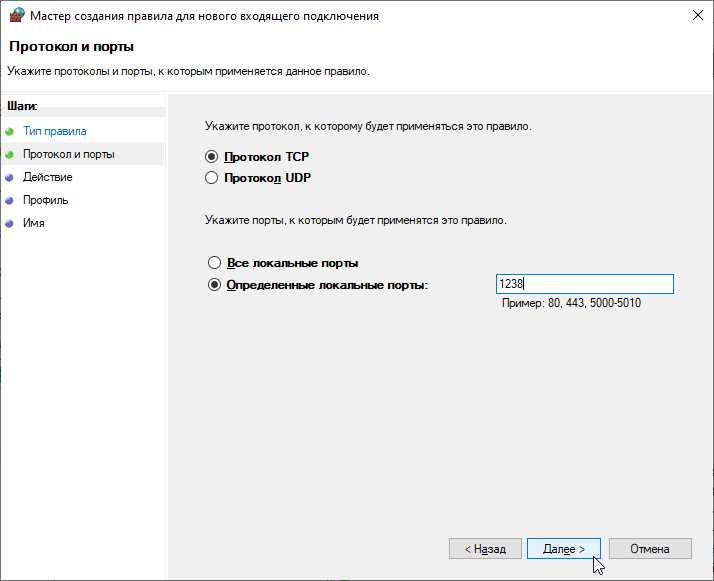 Мастер создания правила для нового входящего подключения
Протокол и порты
Укажите протоколы и порты, к которым применяется данное правило.
Шаги:
Тип правила
Протокол и порты
Действие
Профиль
Имя
Укажите протокол, к которому будет применяться это правило.
Протокол TCP
Протокол UDP
Укажите порты, к которым будет применятся это правило.
Все локальные порты
Определенные локальные порты:
1238
Пример: 80, 443, 5000-5010
< Назад
Далее >
Отмена